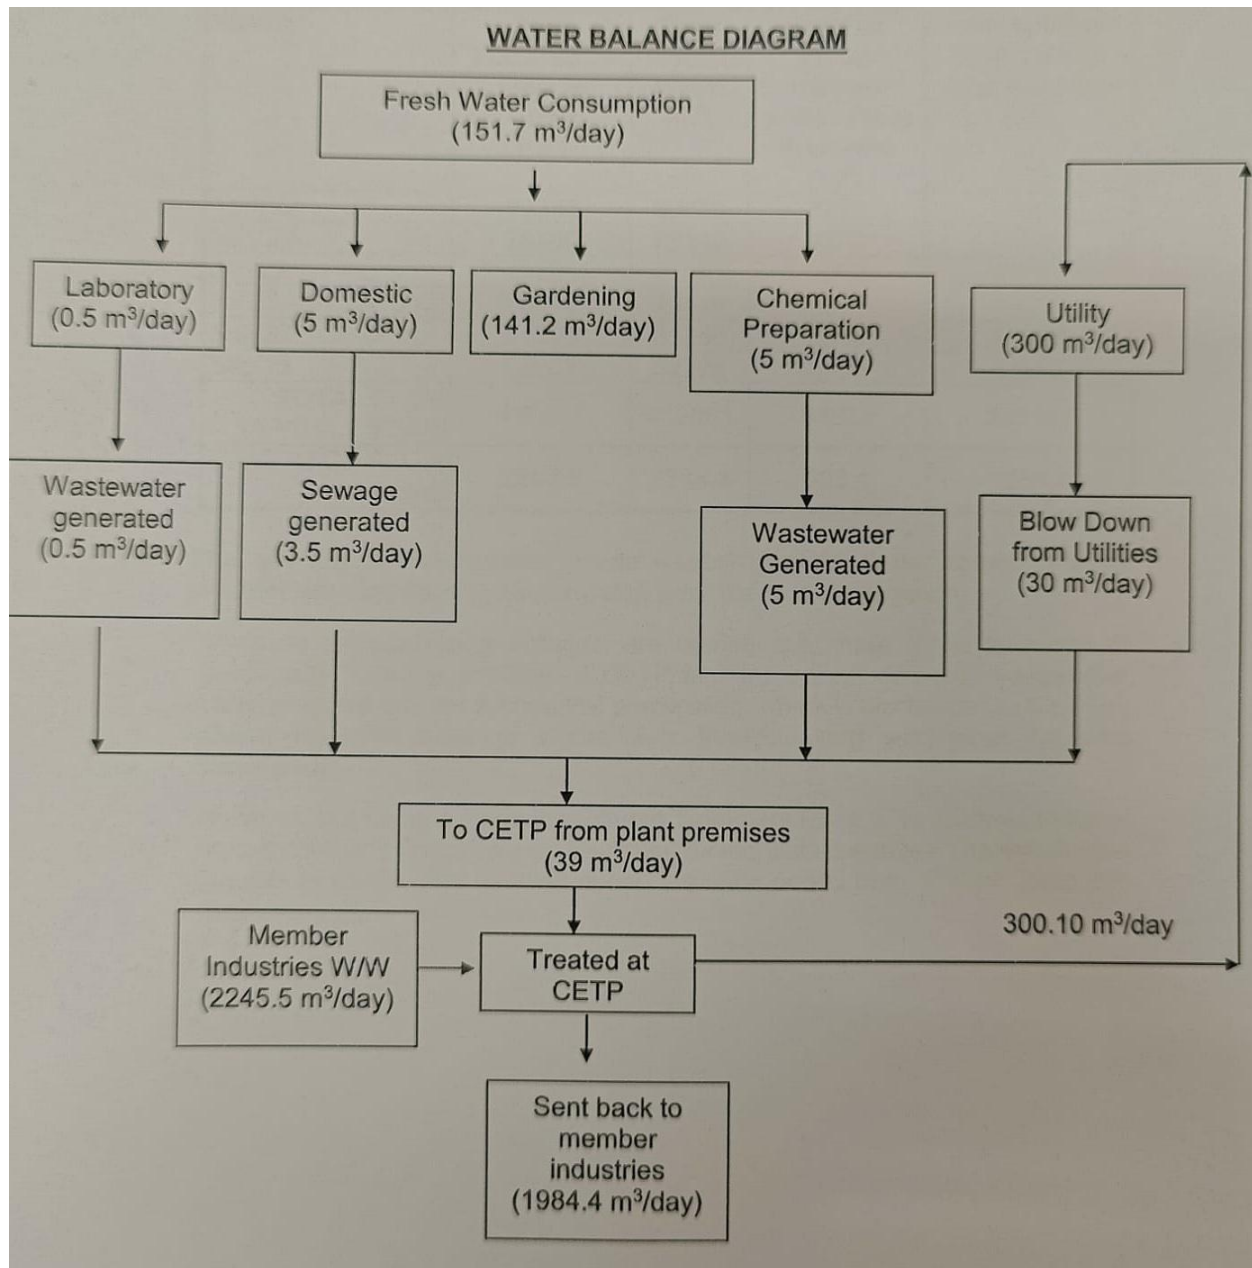 WATER BALANCE DIAGRAM
Fresh Water Consumption
(151.7 m³/day)
Laboratory
(0.5 m³/day)
Domestic
(5 m³/day)
Gardening
(141.2 m³/day)
Chemical
Preparation
(5 m³/day)
Utility
(300 m³/day)
Wastewater
generated
(0.5 m³/day)
Sewage
generated
(3.5 m³/day)
Wastewater
Generated
(5 m³/day)
Blow Down
from Utilities
(30 m³/day)
To CETP from plant premises
(39 m³/day)
Member
Industries W/W
(2245.5 m³/day)
Treated at
CETP
300.10 m³/day
Sent back to
member
industries
(1984.4 m³/day)